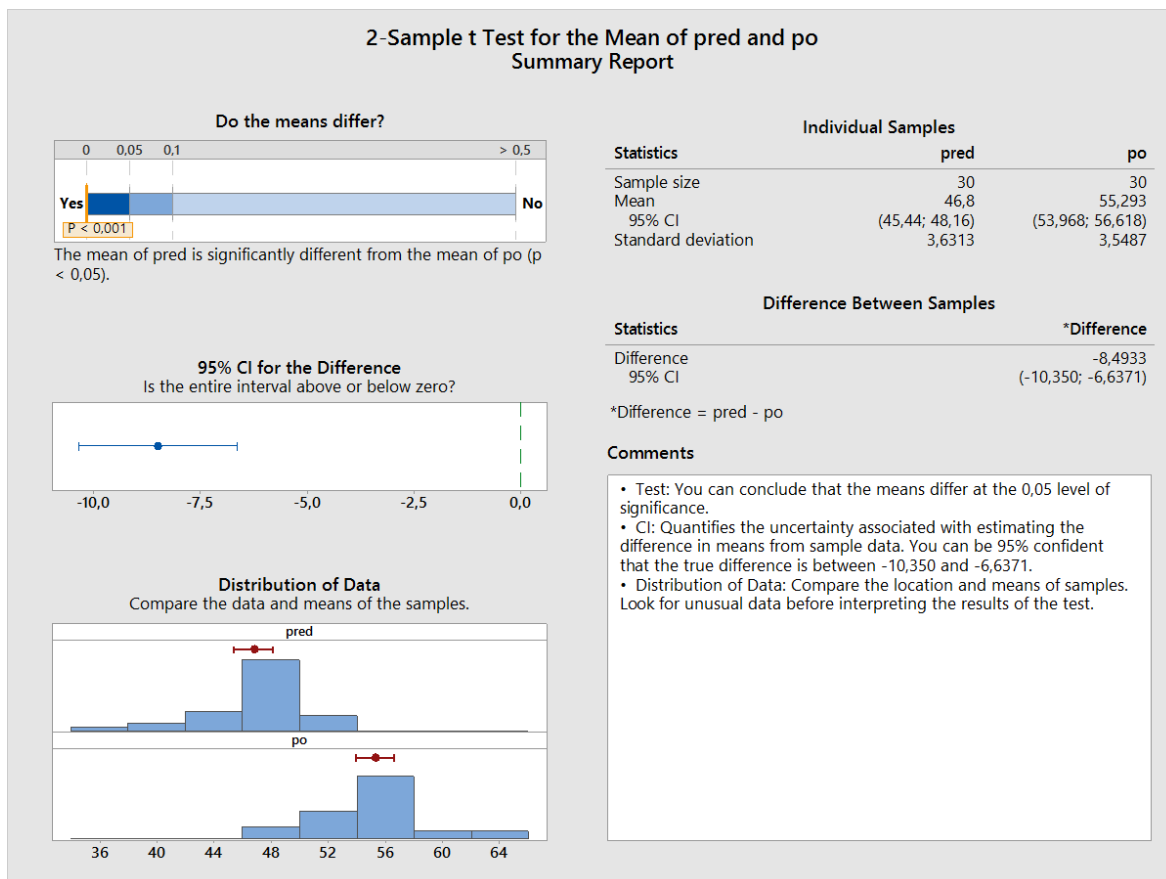 2-Sample t Test for the Mean of pred and po
Summary Report
Do the means differ?
0 0,05 0,1 > 0,5
Yes No
P < 0,001
The mean of pred is significantly different from the mean of po (p
< 0,05).
95% CI for the Difference
Is the entire interval above or below zero?
-10,0 -7,5 -5,0 -2,5 0,0
Distribution of Data
Compare the data and means of the samples.
pred
po
36 40 44 48 52 56 60 64
Individual Samples
Statistics pred po
Sample size 30 30
Mean 46,8 55,293
95% CI (45,44; 48,16) (53,968; 56,618)
Standard deviation 3,6313 3,5487
Difference Between Samples
Statistics *Difference
Difference -8,4933
95% CI (-10,350; -6,6371)
*Difference = pred - po
Comments
• Test: You can conclude that the means differ at the 0,05 level of
significance.
• CI: Quantifies the uncertainty associated with estimating the
difference in means from sample data. You can be 95% confident
that the true difference is between -10,350 and -6,6371.
• Distribution of Data: Compare the location and means of samples.
Look for unusual data before interpreting the results of the test.